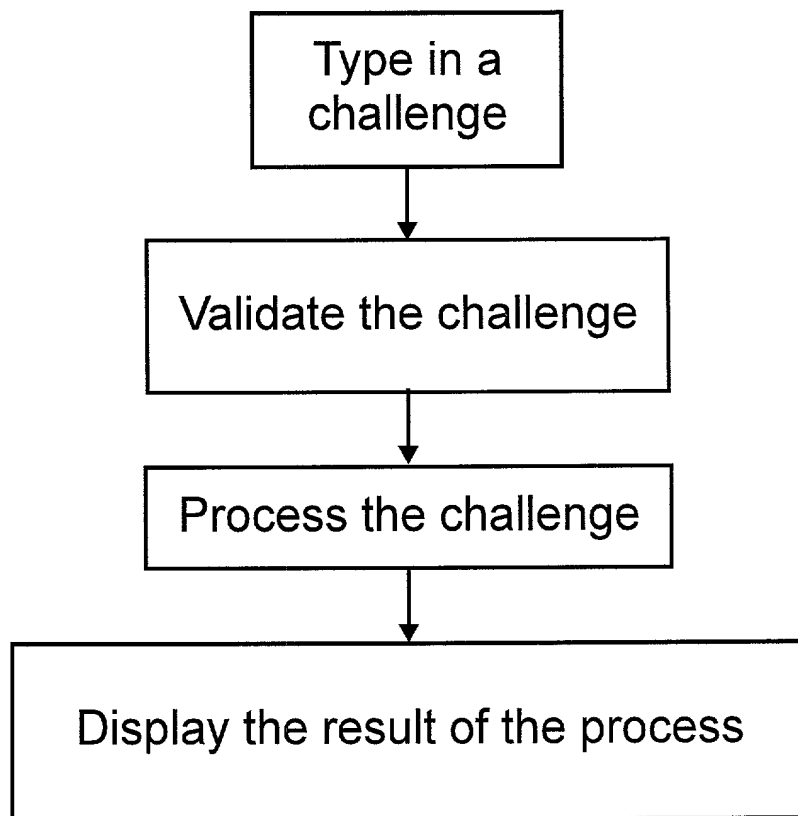 Type in a
challenge
Validate the challenge
Process the challenge
Display the result of the process